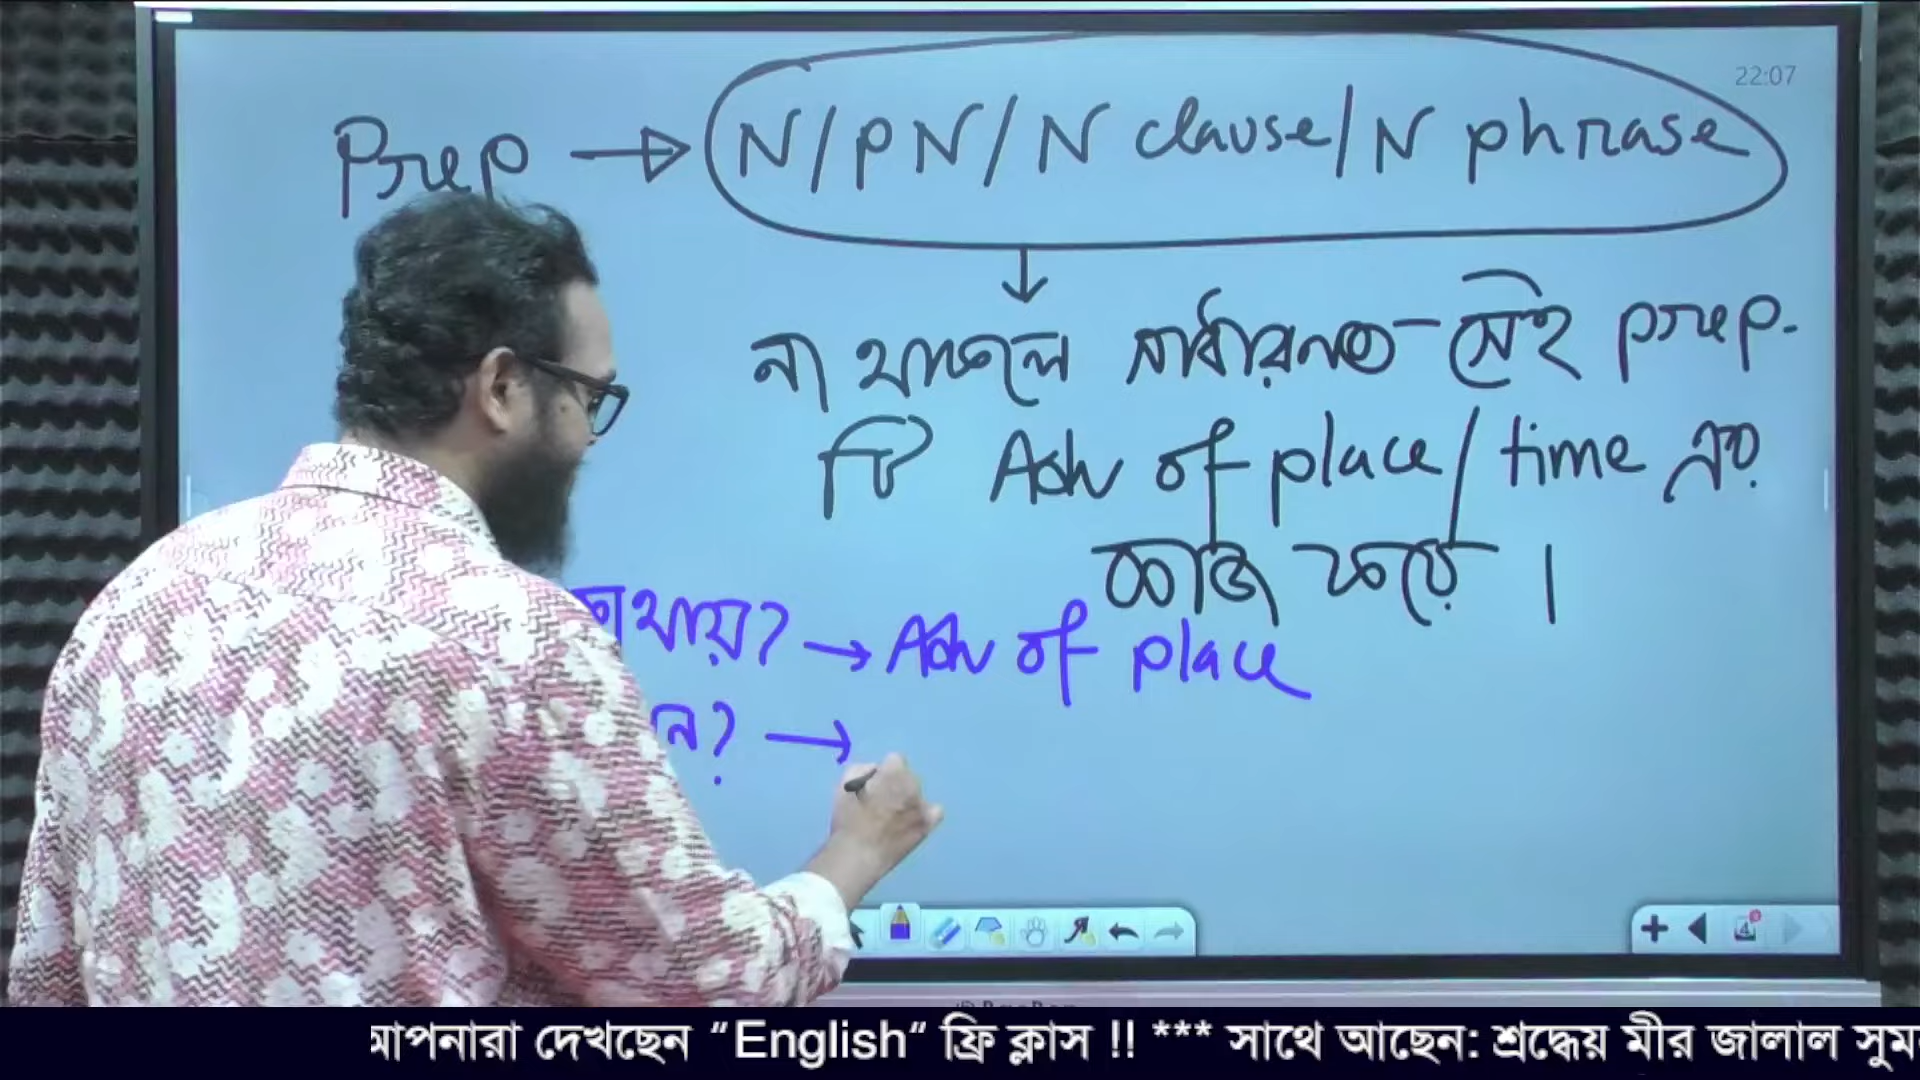 22:07
Prep → N/PN/N clause/N phrase
↓
না থাকলে সাধারনত সেই prep.
টি Adv of place/time এর
কাজ করে।
থায়? → Adv of place
ন? →
আপনারা দেখছেন “English“ ফ্রি ক্লাস !! *** সাথে আছেন: শ্রদ্ধেয় মীর জালাল সুম